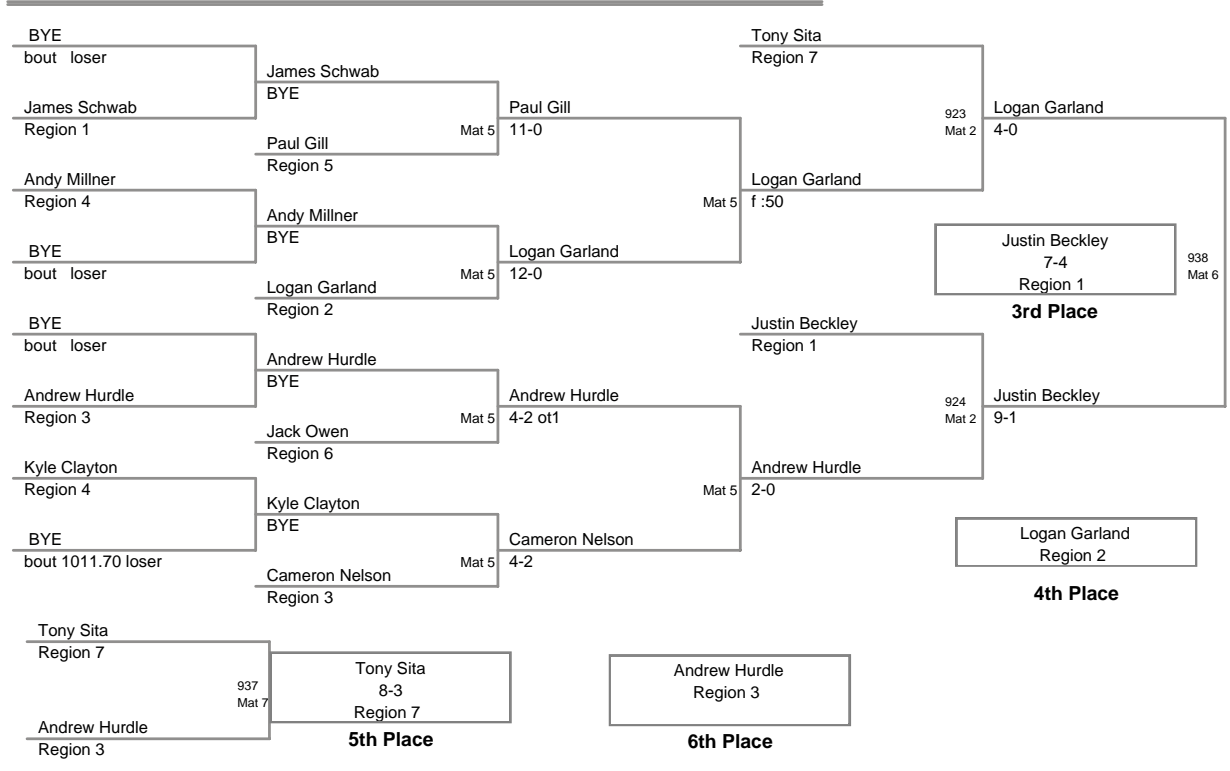 BYE
bout loser
James Schwab
Region 1
Andy Millner
Region 4
BYE
bout loser
BYE
bout loser
Andrew Hurdle
Region 3
Kyle Clayton
Region 4
BYE
bout 1011.70 loser
James Schwab
BYE
Paul Gill
Region 5
Andy Millner
BYE
Logan Garland
Region 2
Andrew Hurdle
BYE
Jack Owen
Region 6
Kyle Clayton
BYE
Cameron Nelson
Region 3
Mat 5
Paul Gill
11-0
Mat 5
Logan Garland
12-0
Mat 5
Andrew Hurdle
4-2 ot1
Mat 5
Cameron Nelson
4-2
Tony Sita
Region 7
Mat 5
Logan Garland
f :50
Justin Beckley
Region 1
Mat 5
Andrew Hurdle
2-0
923
Mat 2
Logan Garland
4-0
924
Mat 2
Justin Beckley
9-1
938
Mat 6
Justin Beckley
7-4
Region 1
3rd Place
Logan Garland
Region 2
4th Place
Tony Sita
Region 7
Andrew Hurdle
Region 3
937
Mat 7
Tony Sita
8-3
Region 7
5th Place
Andrew Hurdle
Region 3
6th Place